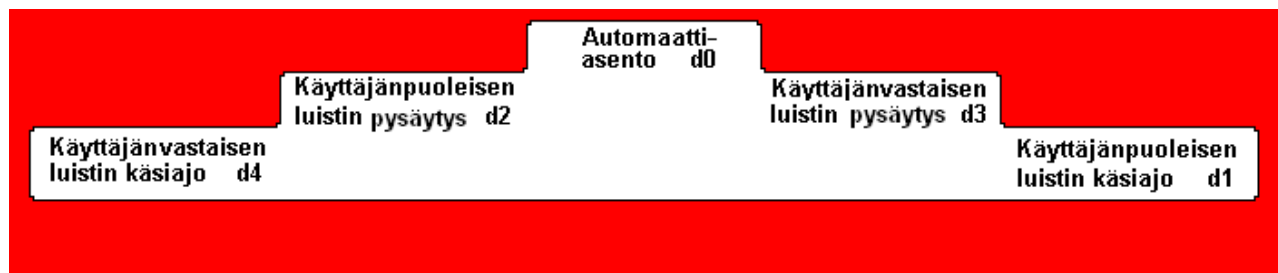 Automaatti-
asento d0
Käyttäjänpuoleisen
luistin pysäytys d2
Käyttäjänvastaisen
luistin pysäytys d3
Käyttäjänvastaisen
luistin käsiajo d4
Käyttäjänpuoleisen
luistin käsiajo d1